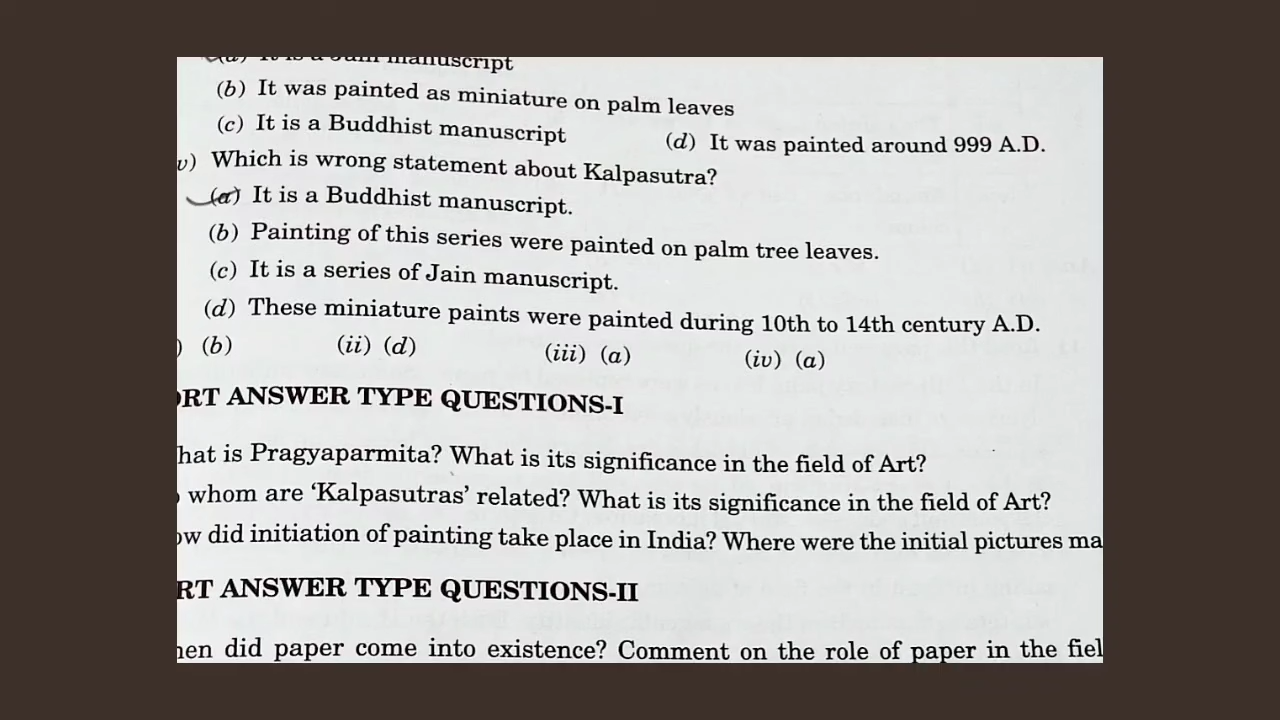 (a) It is a Jain manuscript
(b) It was painted as miniature on palm leaves
(c) It is a Buddhist manuscript (d) It was painted around 999 A.D.
v) Which is wrong statement about Kalpasutra?
(a) It is a Buddhist manuscript.
(b) Painting of this series were painted on palm tree leaves.
(c) It is a series of Jain manuscript.
(d) These miniature paints were painted during 10th to 14th century A.D.
) (b) (ii) (d) (iii) (a) (iv) (a)
ORT ANSWER TYPE QUESTIONS-I
hat is Pragyaparmita? What is its significance in the field of Art?
o whom are ‘Kalpasutras’ related? What is its significance in the field of Art?
ow did initiation of painting take place in India? Where were the initial pictures ma
RT ANSWER TYPE QUESTIONS-II
hen did paper come into existence? Comment on the role of paper in the fiel